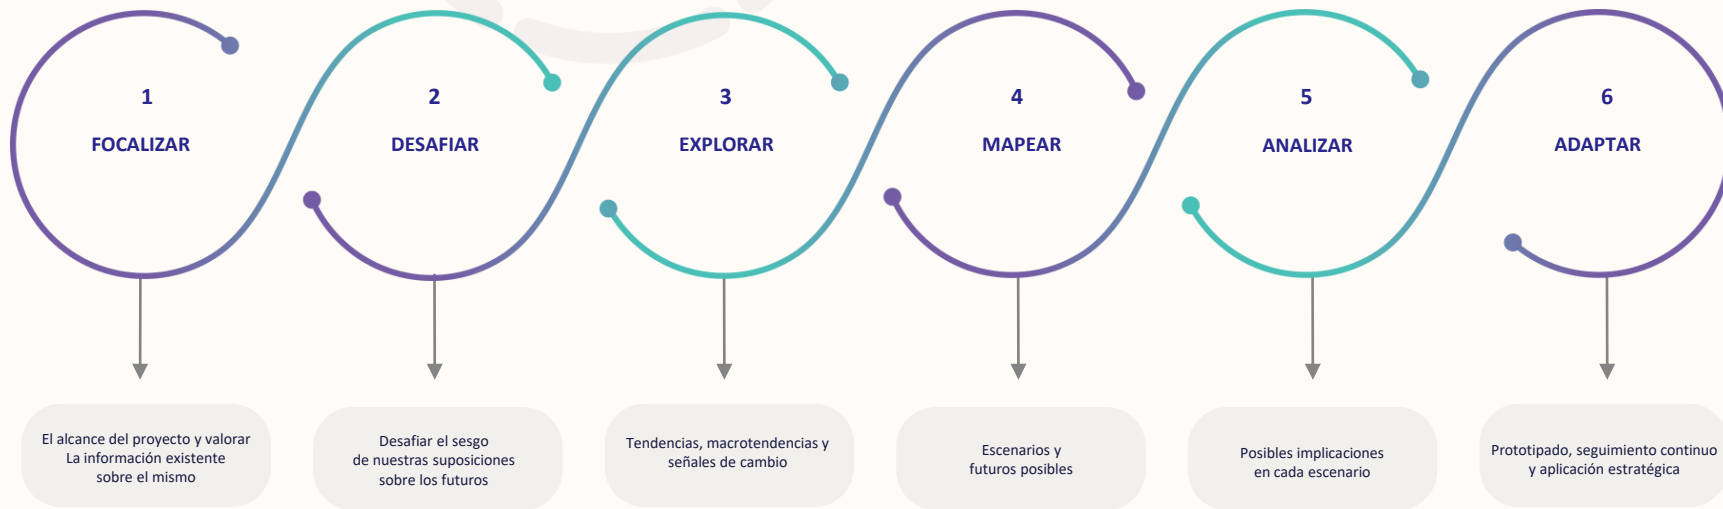 1
FOCALIZAR
2
DESAFIAR
3
EXPLORAR
4
MAPEAR
5
ANALIZAR
6
ADAPTAR
El alcance del proyecto y valorar
La información existente
sobre el mismo
Desafiar el sesgo
de nuestras suposiciones
sobre los futuros
Tendencias, macrotendencias y
señales de cambio
Escenarios y
futuros posibles
Posibles implicaciones
en cada escenario
Prototipado, seguimiento continuo
y aplicación estratégica